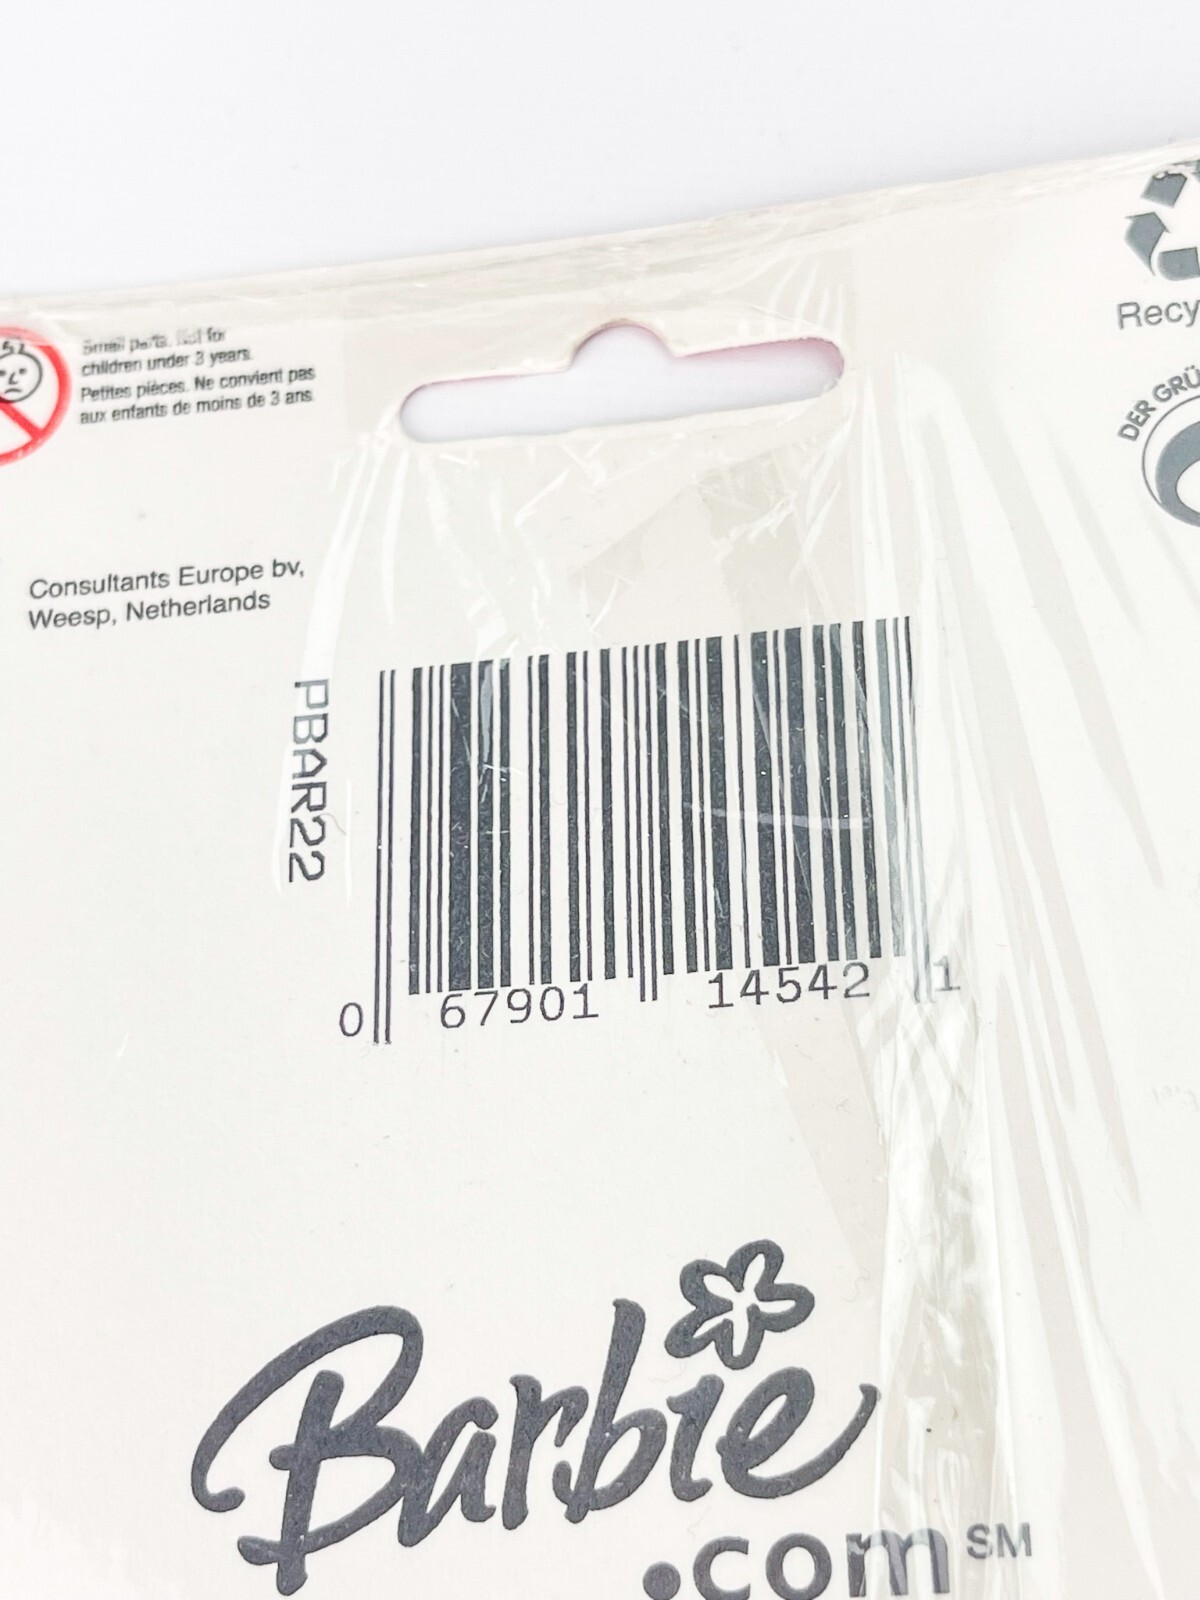 Small parts. Not for
children under 3 years.
Petites pièces. Ne convient pas
aux enfants de moins de 3 ans.
Recy
DER GRÜ
Consultants Europe bv,
Weesp, Netherlands
PBAR22
0 67901 14542 1
Barbie
.com SM